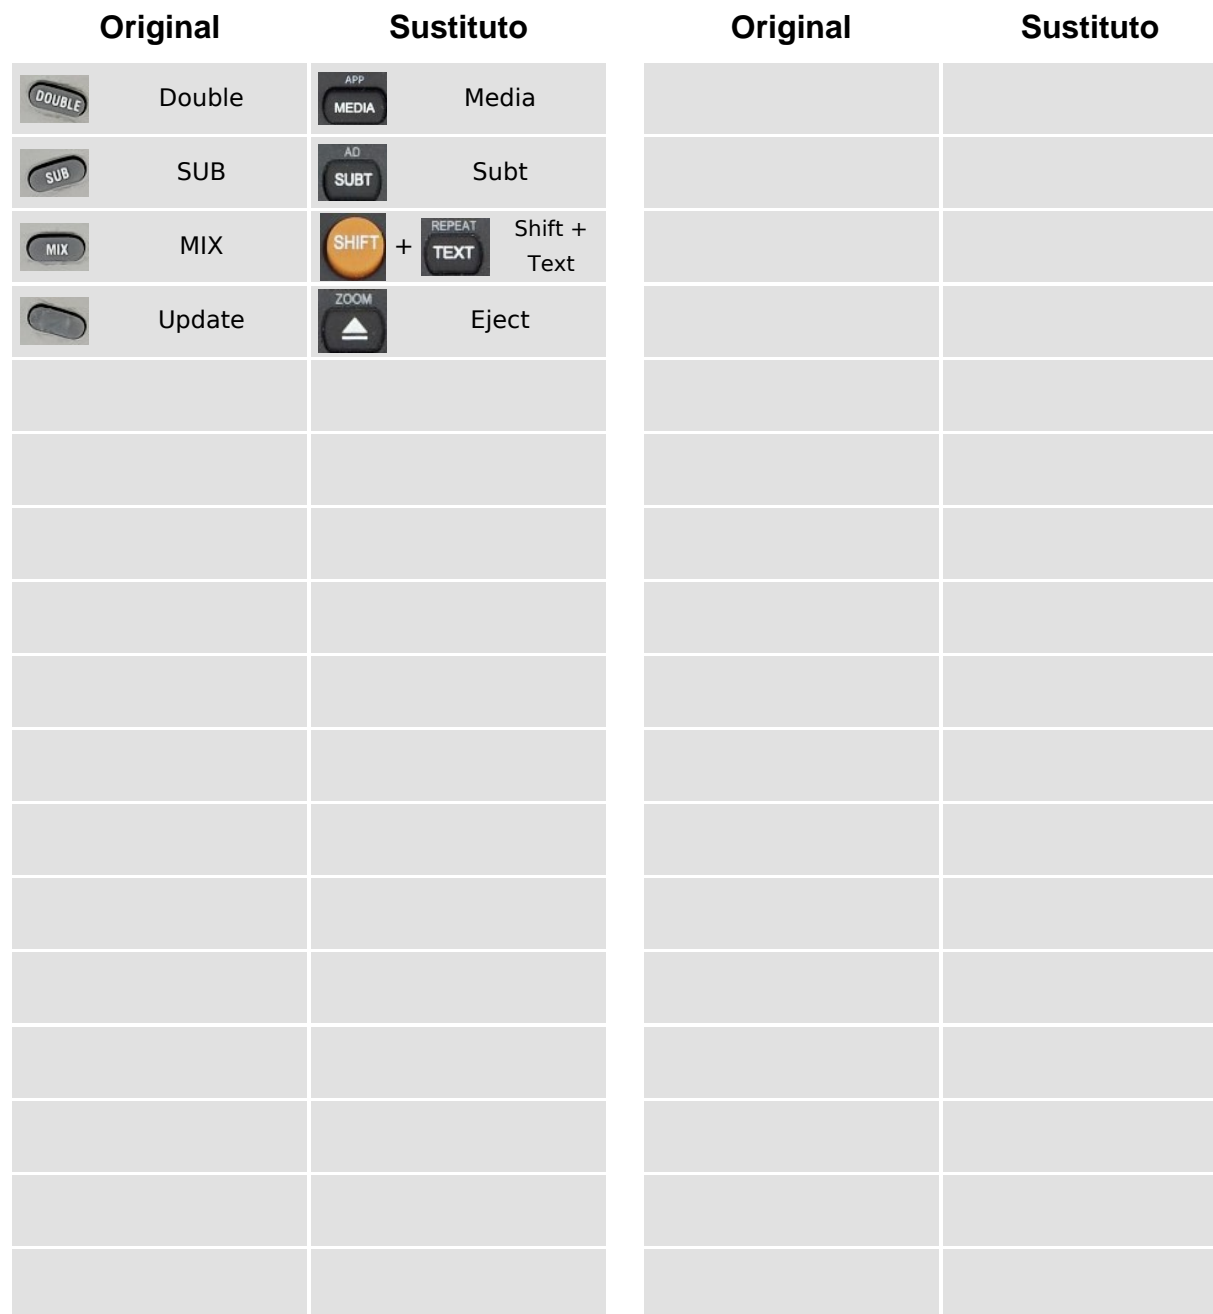 Original Sustituto Original Sustituto
DOUBLE Double APP MEDIA Media
SUB SUB AD SUBT Subt
MIX MIX SHIFT + REPEAT TEXT Shift + Text
Update ZOOM Eject